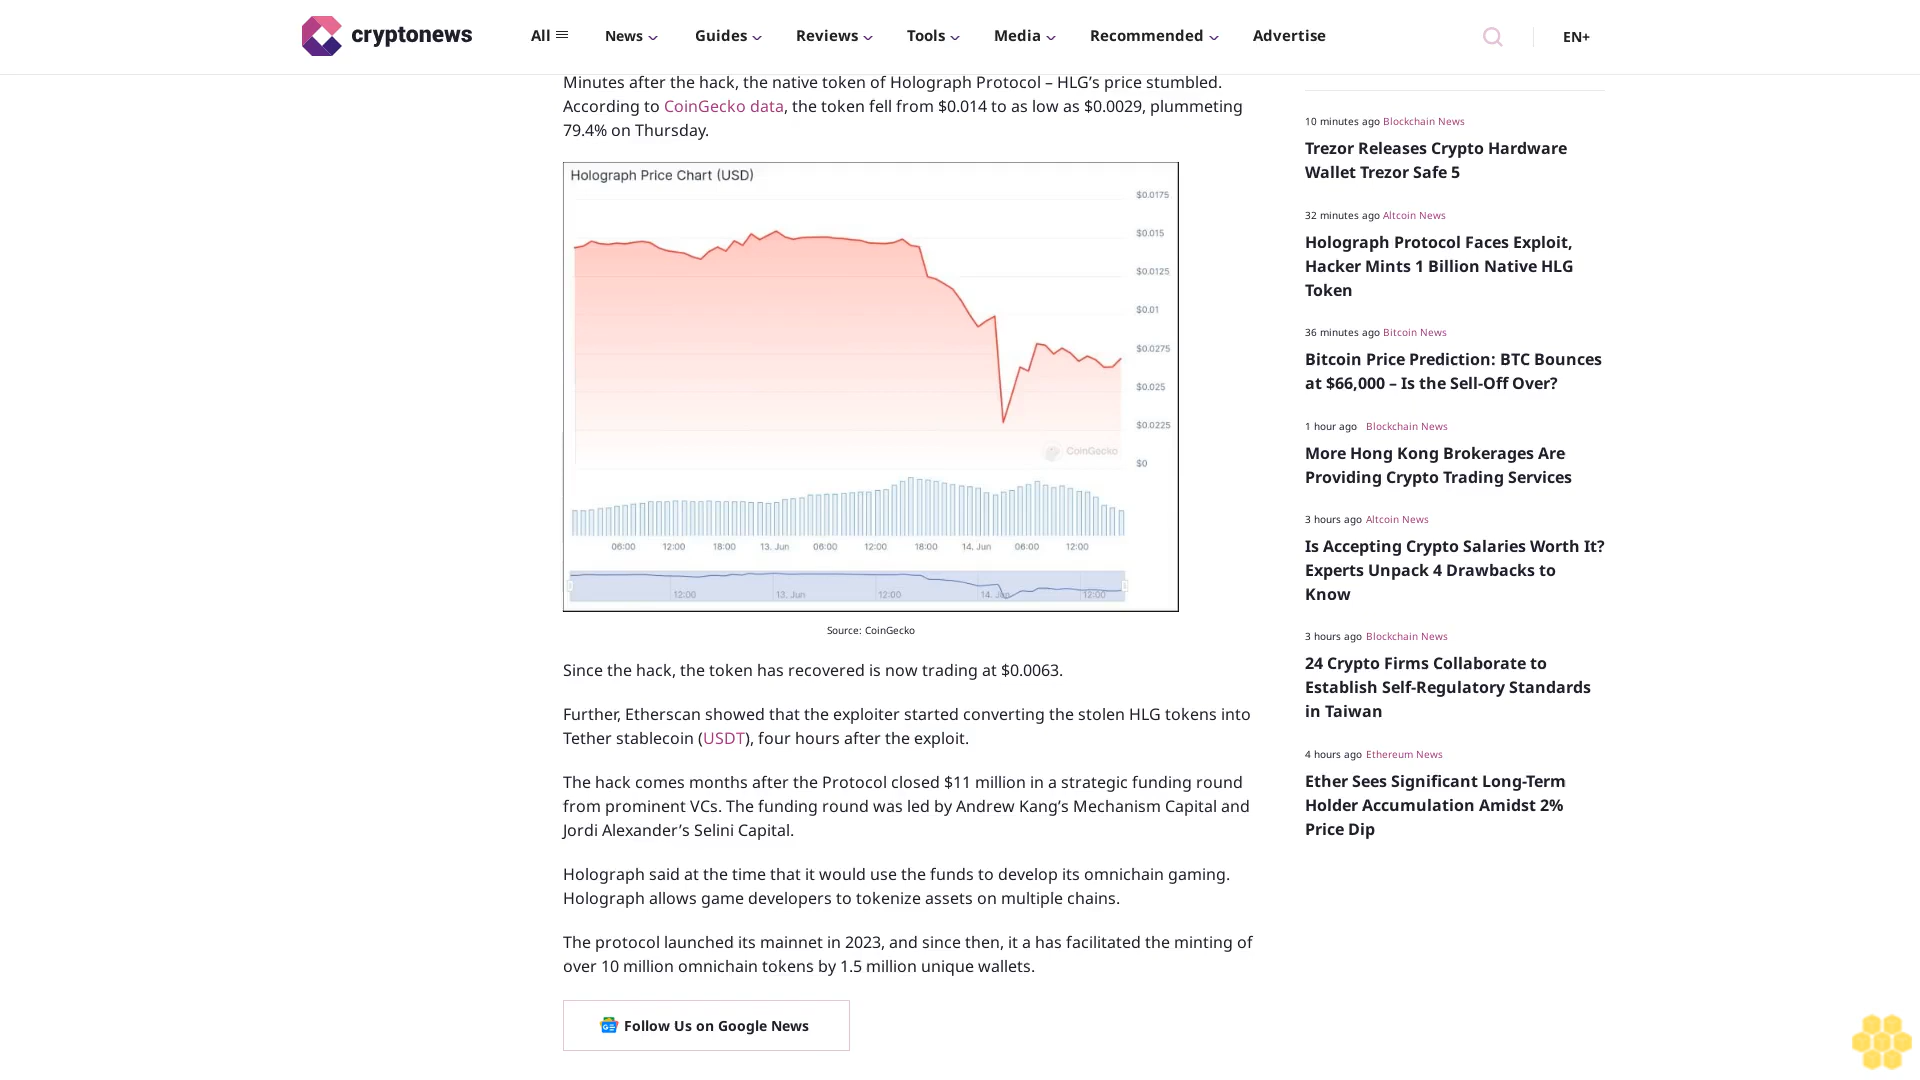 cryptonews
All
News
Guides
Reviews
Tools
Media
Recommended
Advertise
EN+
Minutes after the hack, the native token of Holograph Protocol – HLG’s price stumbled.
According to CoinGecko data, the token fell from $0.014 to as low as $0.0029, plummeting
79.4% on Thursday.
Holograph Price Chart (USD)
$0.0175
$0.015
$0.0125
$0.01
$0.0275
$0.025
$0.0225
$0
CoinGecko
06:00 12:00 18:00 13. Jun 06:00 12:00 18:00 14. Jun 06:00 12:00
12:00 13. Jun 12:00 14. Jun 12:00
Source: CoinGecko
Since the hack, the token has recovered is now trading at $0.0063.
Further, Etherscan showed that the exploiter started converting the stolen HLG tokens into
Tether stablecoin (USDT), four hours after the exploit.
The hack comes months after the Protocol closed $11 million in a strategic funding round
from prominent VCs. The funding round was led by Andrew Kang’s Mechanism Capital and
Jordi Alexander’s Selini Capital.
Holograph said at the time that it would use the funds to develop its omnichain gaming.
Holograph allows game developers to tokenize assets on multiple chains.
The protocol launched its mainnet in 2023, and since then, it a has facilitated the minting of
over 10 million omnichain tokens by 1.5 million unique wallets.
Follow Us on Google News
10 minutes ago Blockchain News
Trezor Releases Crypto Hardware
Wallet Trezor Safe 5
32 minutes ago Altcoin News
Holograph Protocol Faces Exploit,
Hacker Mints 1 Billion Native HLG
Token
36 minutes ago Bitcoin News
Bitcoin Price Prediction: BTC Bounces
at $66,000 – Is the Sell-Off Over?
1 hour ago Blockchain News
More Hong Kong Brokerages Are
Providing Crypto Trading Services
3 hours ago Altcoin News
Is Accepting Crypto Salaries Worth It?
Experts Unpack 4 Drawbacks to
Know
3 hours ago Blockchain News
24 Crypto Firms Collaborate to
Establish Self-Regulatory Standards
in Taiwan
4 hours ago Ethereum News
Ether Sees Significant Long-Term
Holder Accumulation Amidst 2%
Price Dip